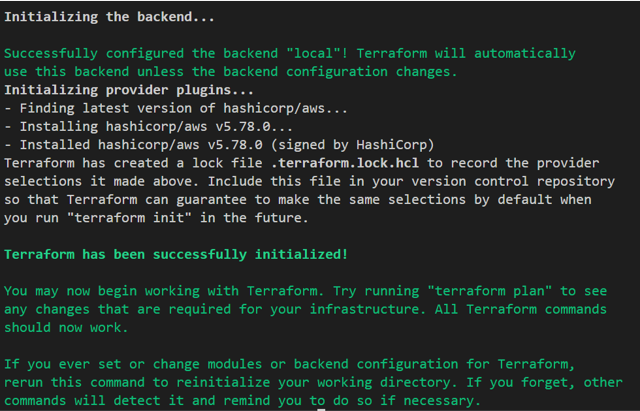 Initializing the backend...
Successfully configured the backend "local"! Terraform will automatically
use this backend unless the backend configuration changes.
Initializing provider plugins...
- Finding latest version of hashicorp/aws...
- Installing hashicorp/aws v5.78.0...
- Installed hashicorp/aws v5.78.0 (signed by HashiCorp)
Terraform has created a lock file .terraform.lock.hcl to record the provider
selections it made above. Include this file in your version control repository
so that Terraform can guarantee to make the same selections by default when
you run "terraform init" in the future.
Terraform has been successfully initialized!
You may now begin working with Terraform. Try running "terraform plan" to see
any changes that are required for your infrastructure. All Terraform commands
should now work.
If you ever set or change modules or backend configuration for Terraform,
rerun this command to reinitialize your working directory. If you forget, other
commands will detect it and remind you to do so if necessary.